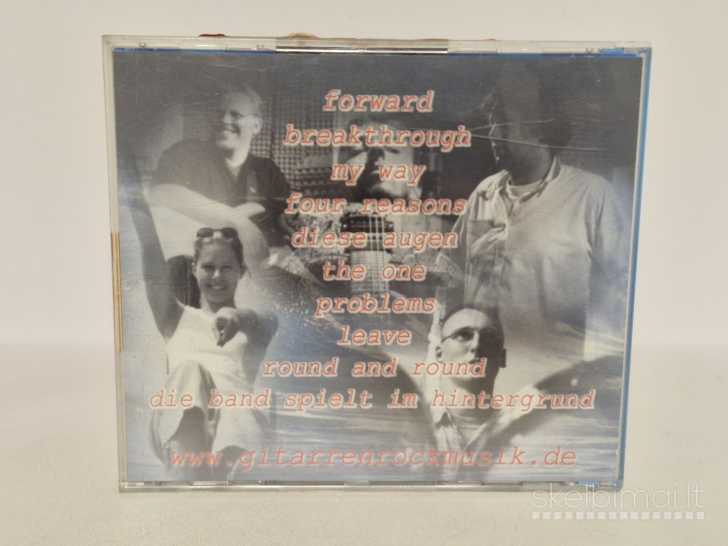 forward
breakthrough
my way
four reasons
diese augen
the one
problems
leave
round and round
die band spielt im hintergrund
www.gitarrenrockmusik.de
skelbimai.lt